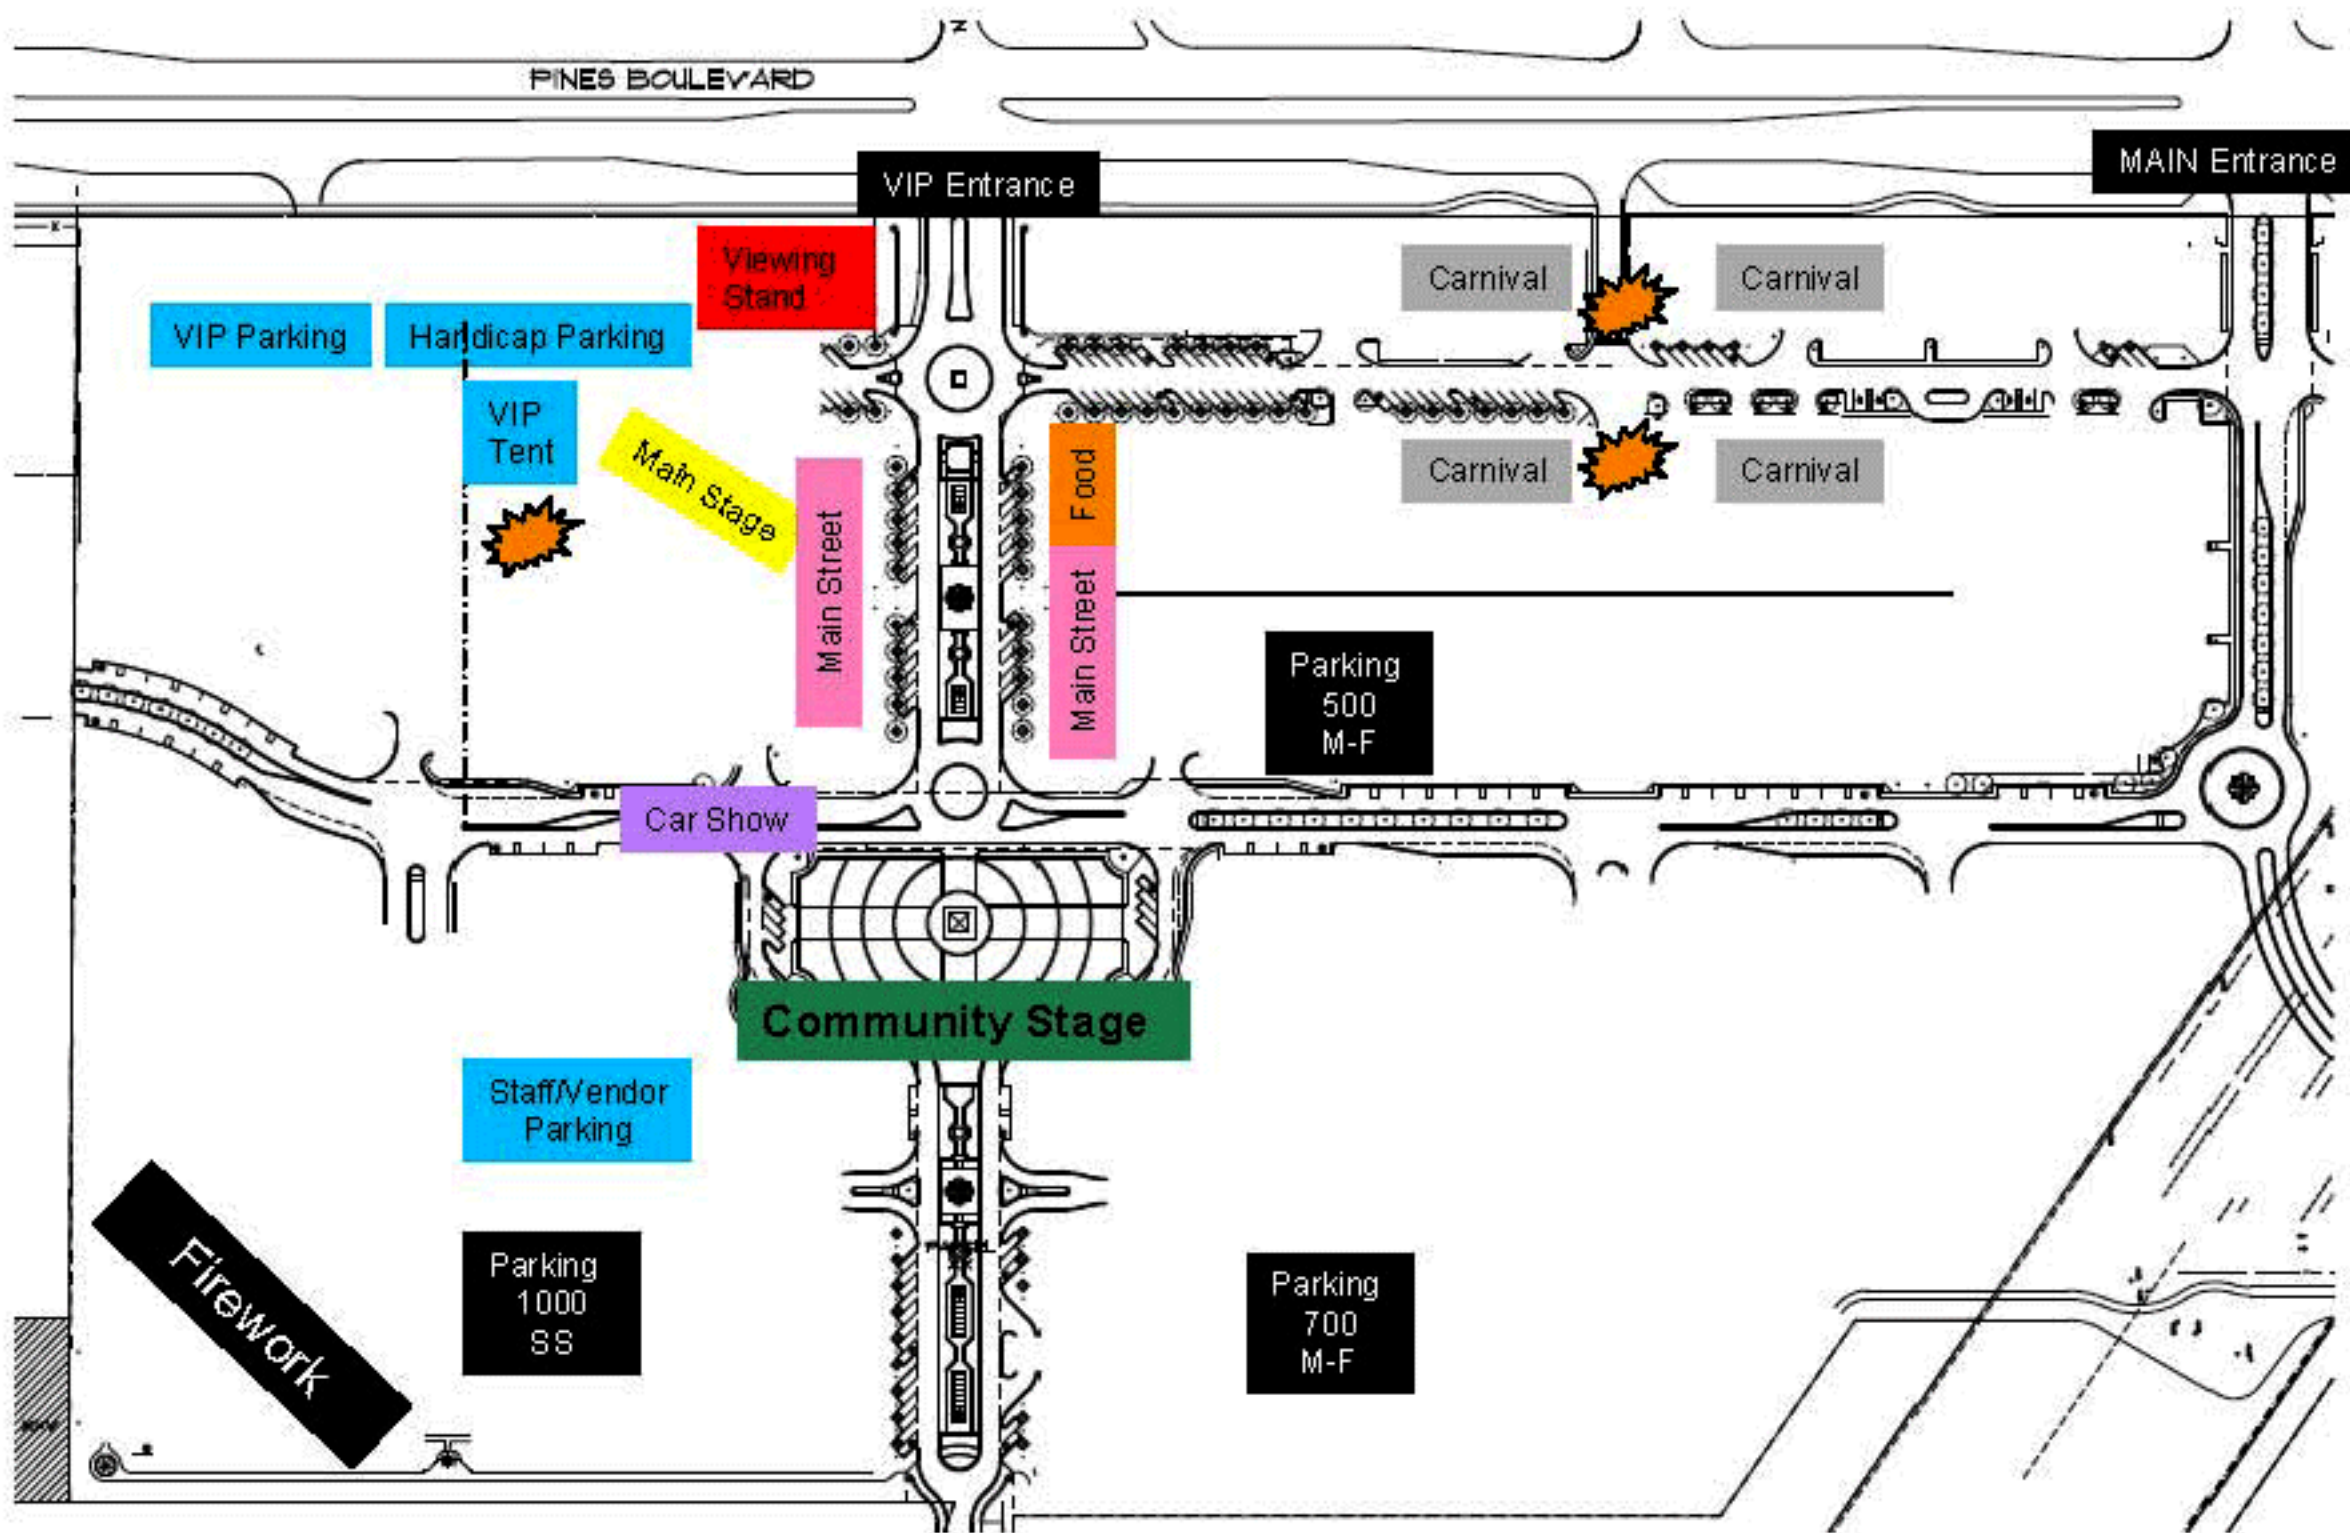 PINES BOULEVARD
MAIN Entrance
VIP Entrance
Viewing
Stand
Carnival
Carnival
VIP Parking
Handicap Parking
VIP
Tent
Main Stage
Main Street
Food
Main Street
Carnival
Carnival
Parking
500
M-F
Car Show
Community Stage
Staff/Vendor
Parking
Firework
Parking
1000
SS
Parking
700
M-F